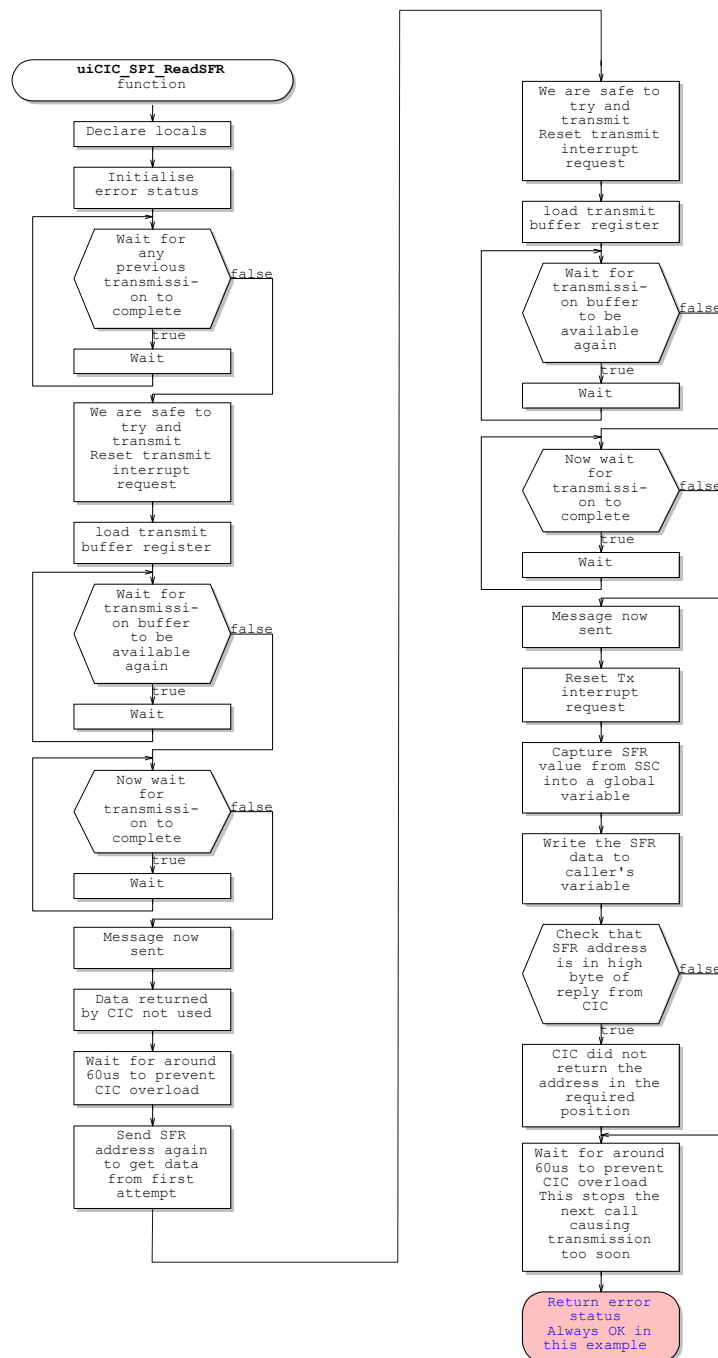 uiCIC_SPI_ReadSFR
function
Declare locals
Initialise
error status
Wait for
any
previous
transmissi-
on to
complete
false
true
Wait
We are safe to
try and
transmit
Reset transmit
interrupt
request
load transmit
buffer register
Wait for
transmissi-
on buffer
to be
available
again
false
true
Wait
Now wait
for
transmissi-
on to
complete
false
true
Wait
Message now
sent
Data returned
by CIC not used
Wait for around
60us to prevent
CIC overload
Send SFR
address again
to get data
from first
attempt
We are safe to
try and
transmit
Reset transmit
interrupt
request
load transmit
buffer register
Wait for
transmissi-
on buffer
to be
available
again
false
true
Wait
Now wait
for
transmissi-
on to
complete
false
true
Wait
Message now
sent
Reset Tx
interrupt
request
Capture SFR
value from SSC
into a global
variable
Write the SFR
data to
caller's
variable
Check that
SFR address
is in high
byte of
reply from
CIC
false
true
CIC did not
return the
address in the
required
position
Wait for around
60us to prevent
CIC overload
This stops the
next call
causing
transmission
too soon
Return error
status
Always OK in
this example